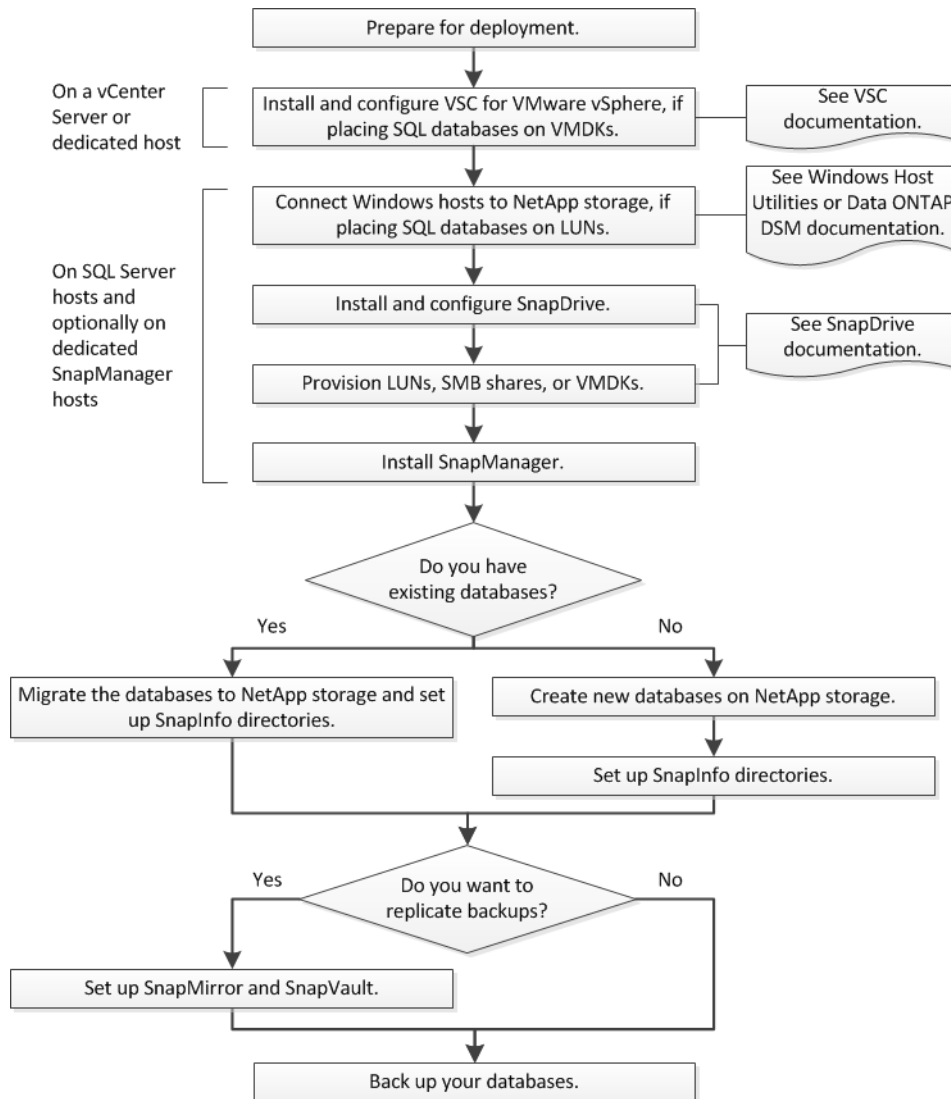 Prepare for deployment.
On a vCenter
Server or
dedicated host
Install and configure VSC for VMware vSphere, if
placing SQL databases on VMDKs.
See VSC
documentation.
Connect Windows hosts to NetApp storage, if
placing SQL databases on LUNs.
See Windows Host
Utilities or Data ONTAP
DSM documentation.
On SQL Server
hosts and
optionally on
dedicated
SnapManager
hosts
Install and configure SnapDrive.
See SnapDrive
documentation.
Provision LUNs, SMB shares, or VMDKs.
Install SnapManager.
Do you have
existing databases?
Yes
No
Migrate the databases to NetApp storage and set
up SnapInfo directories.
Create new databases on NetApp storage.
Set up SnapInfo directories.
Do you want to
replicate backups?
Yes
No
Set up SnapMirror and SnapVault.
Back up your databases.